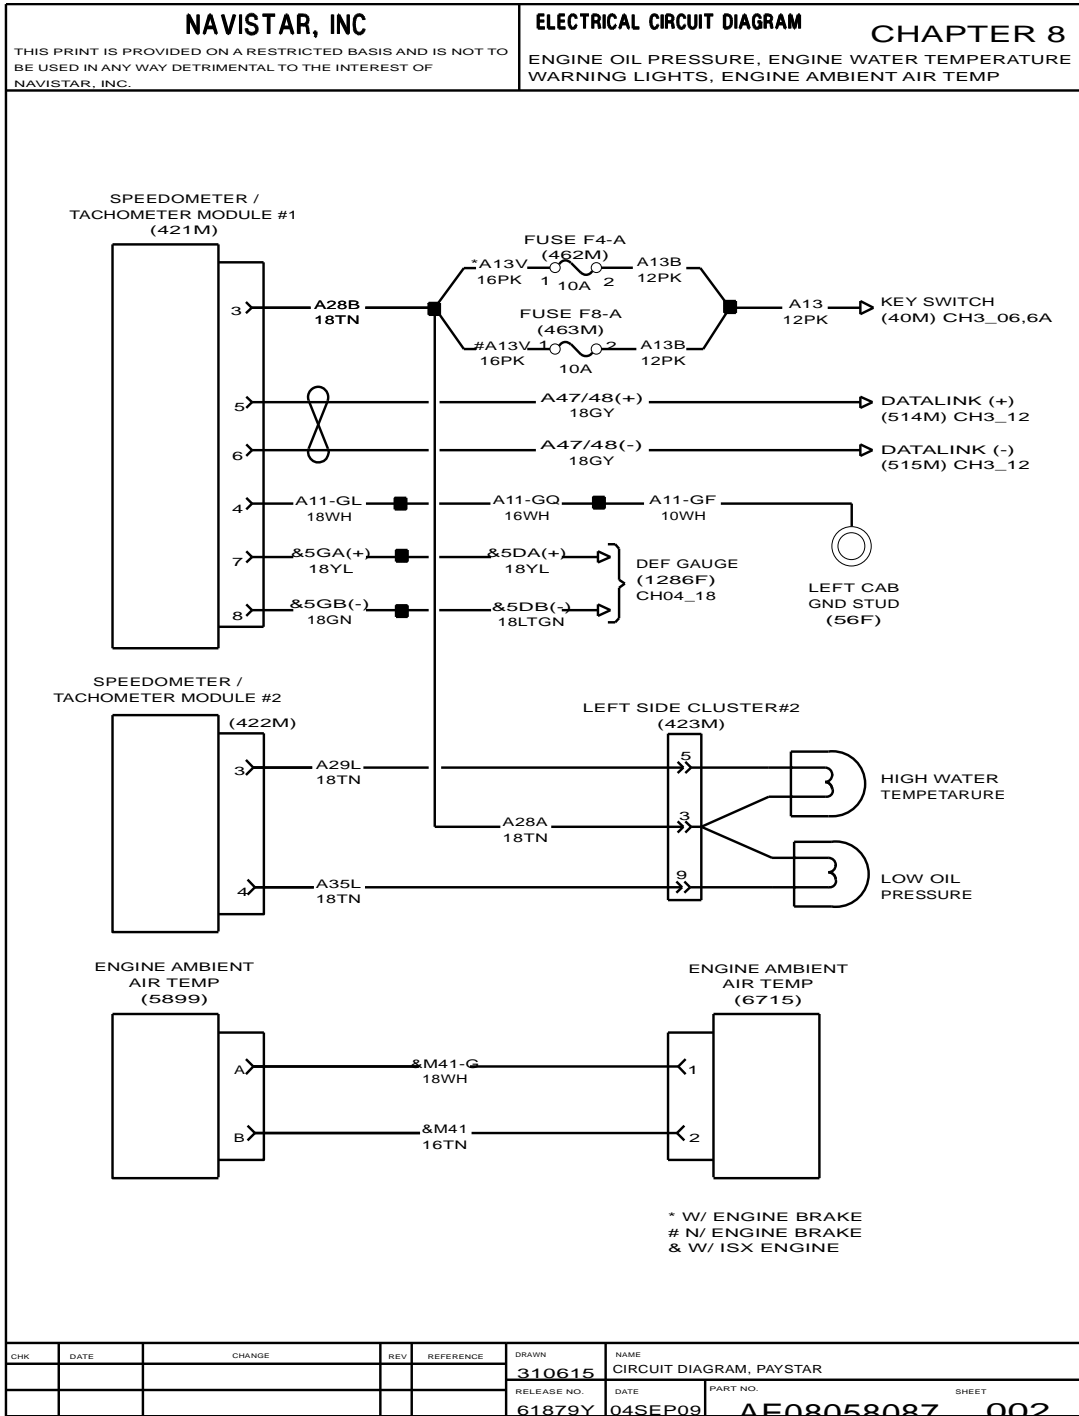 NAVISTAR, INC
THIS PRINT IS PROVIDED ON A RESTRICTED BASIS AND IS NOT TO
BE USED IN ANY WAY DETRIMENTAL TO THE INTEREST OF
NAVISTAR, INC.
ELECTRICAL CIRCUIT DIAGRAM
CHAPTER 8
ENGINE OIL PRESSURE, ENGINE WATER TEMPERATURE
WARNING LIGHTS, ENGINE AMBIENT AIR TEMP
SPEEDOMETER /
TACHOMETER MODULE #1
(421M)
3
A28B
18TN
FUSE F4-A
(462M)
*A13V
16PK
1
10A
2
A13B
12PK
FUSE F8-A
(463M)
#A13V
16PK
1
10A
2
A13B
12PK
A13
12PK
KEY SWITCH
(40M) CH3_06,6A
5
A47/48(+)
18GY
DATALINK (+)
(514M) CH3_12
6
A47/48(-)
18GY
DATALINK (-)
(515M) CH3_12
4
A11-GL
18WH
A11-GQ
16WH
A11-GF
10WH
LEFT CAB
GND STUD
(56F)
7
&5GA(+)
18YL
&5DA(+)
18YL
8
&5GB(-)
18GN
&5DB(-)
18LTGN
DEF GAUGE
(1286F)
CH04_18
SPEEDOMETER /
TACHOMETER MODULE #2
(422M)
LEFT SIDE CLUSTER#2
(423M)
3
A29L
18TN
5
HIGH WATER
TEMPETARURE
A28A
18TN
3
4
A35L
18TN
9
LOW OIL
PRESSURE
ENGINE AMBIENT
AIR TEMP
(5899)
ENGINE AMBIENT
AIR TEMP
(6715)
A
&M41-G
18WH
1
B
&M41
16TN
2
* W/ ENGINE BRAKE
# N/ ENGINE BRAKE
& W/ ISX ENGINE
CHK
DATE
CHANGE
REV
REFERENCE
DRAWN
310615
NAME
CIRCUIT DIAGRAM, PAYSTAR
RELEASE NO.
61879Y
DATE
04SEP09
PART NO.
AE08058087
SHEET
002